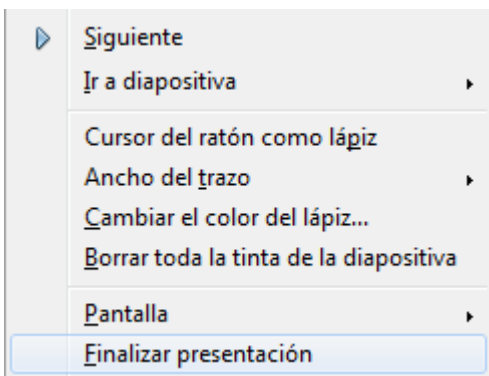 Siguiente
Ir a diapositiva
Cursor del ratón como lápiz
Ancho del trazo
Cambiar el color del lápiz...
Borrar toda la tinta de la diapositiva
Pantalla
Finalizar presentación